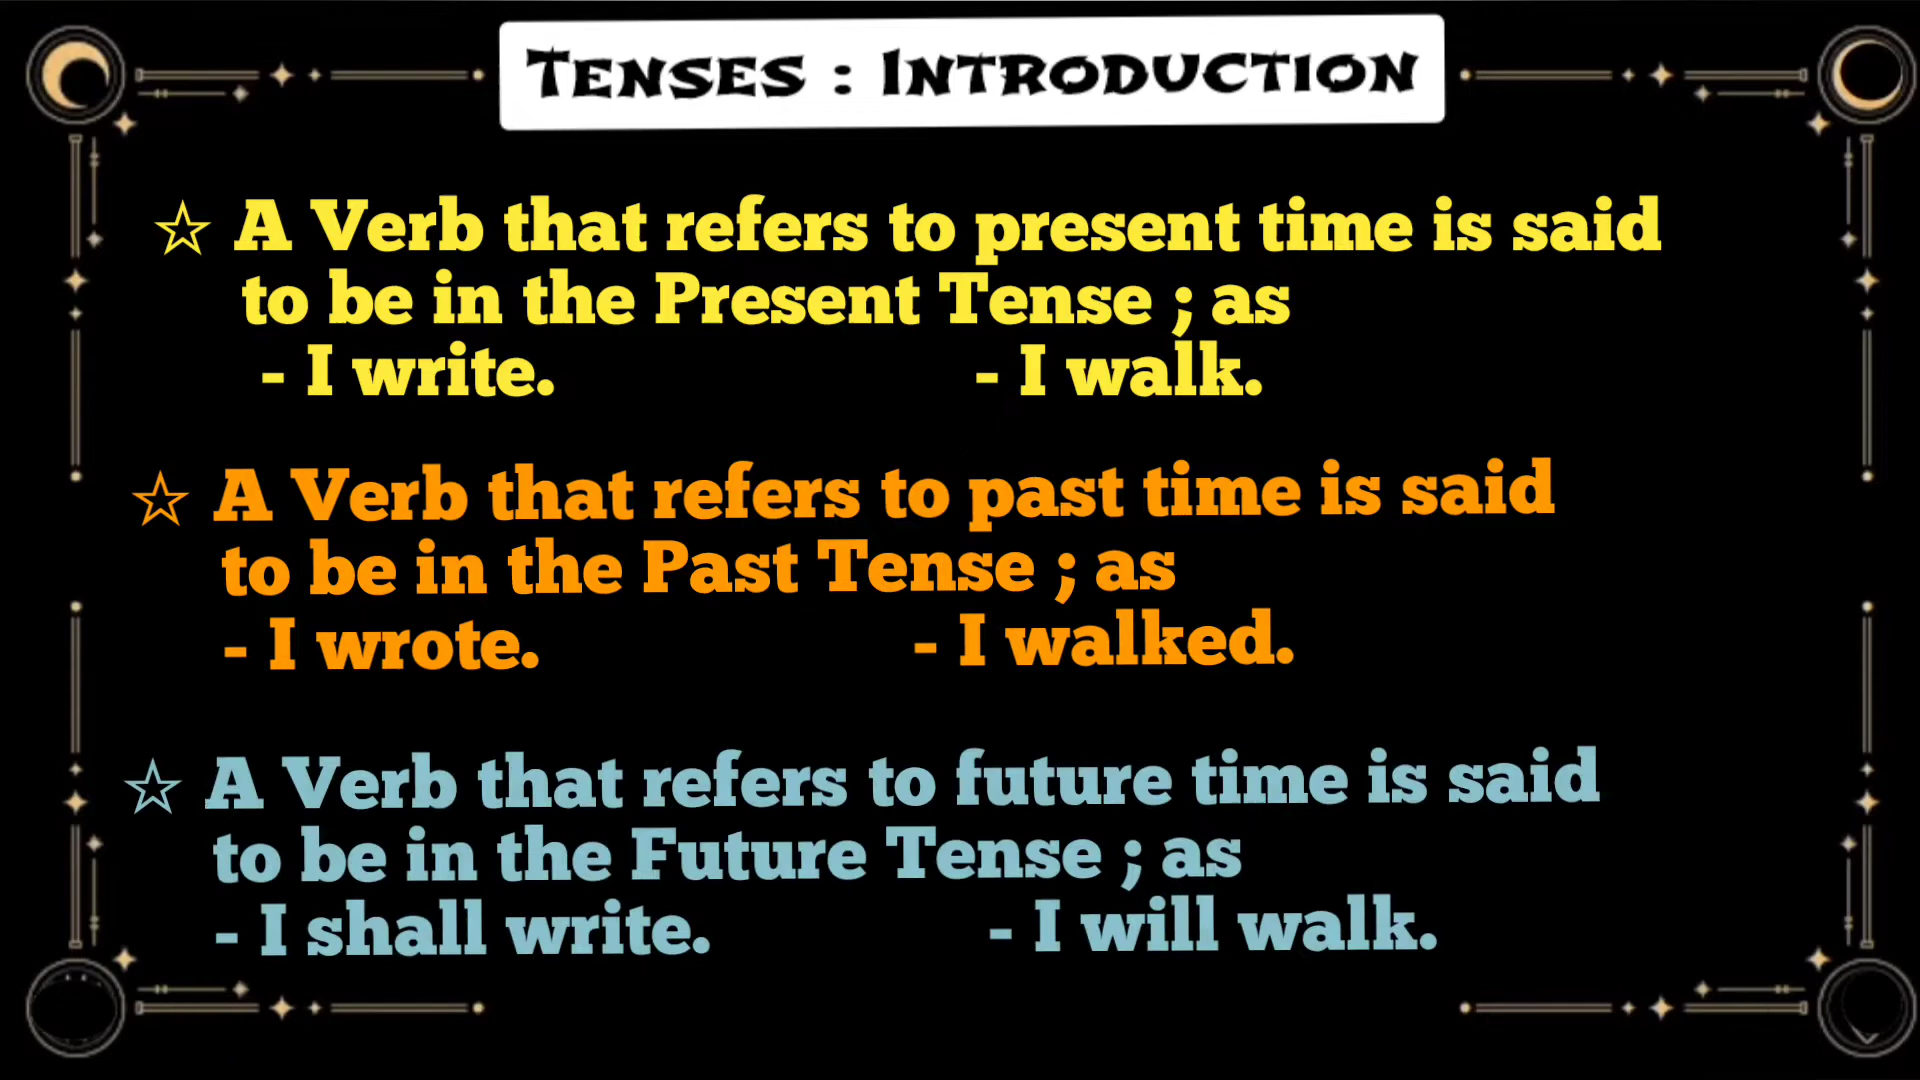 TENSES : INTRODUCTION
☆ A Verb that refers to present time is said
to be in the Present Tense ; as
- I write. - I walk.
☆ A Verb that refers to past time is said
to be in the Past Tense ; as
- I wrote. - I walked.
☆ A Verb that refers to future time is said
to be in the Future Tense ; as
- I shall write. - I will walk.